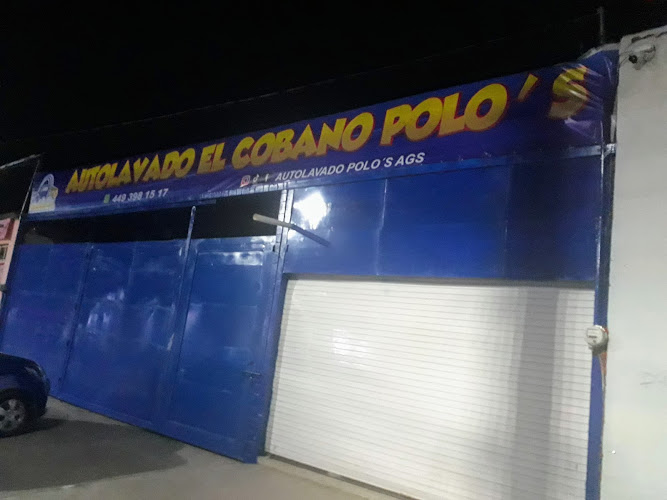 AUTOLAVADO EL COBANO POLO´S
AUTOLAVADO POLO´S AGS
449 398 15 17